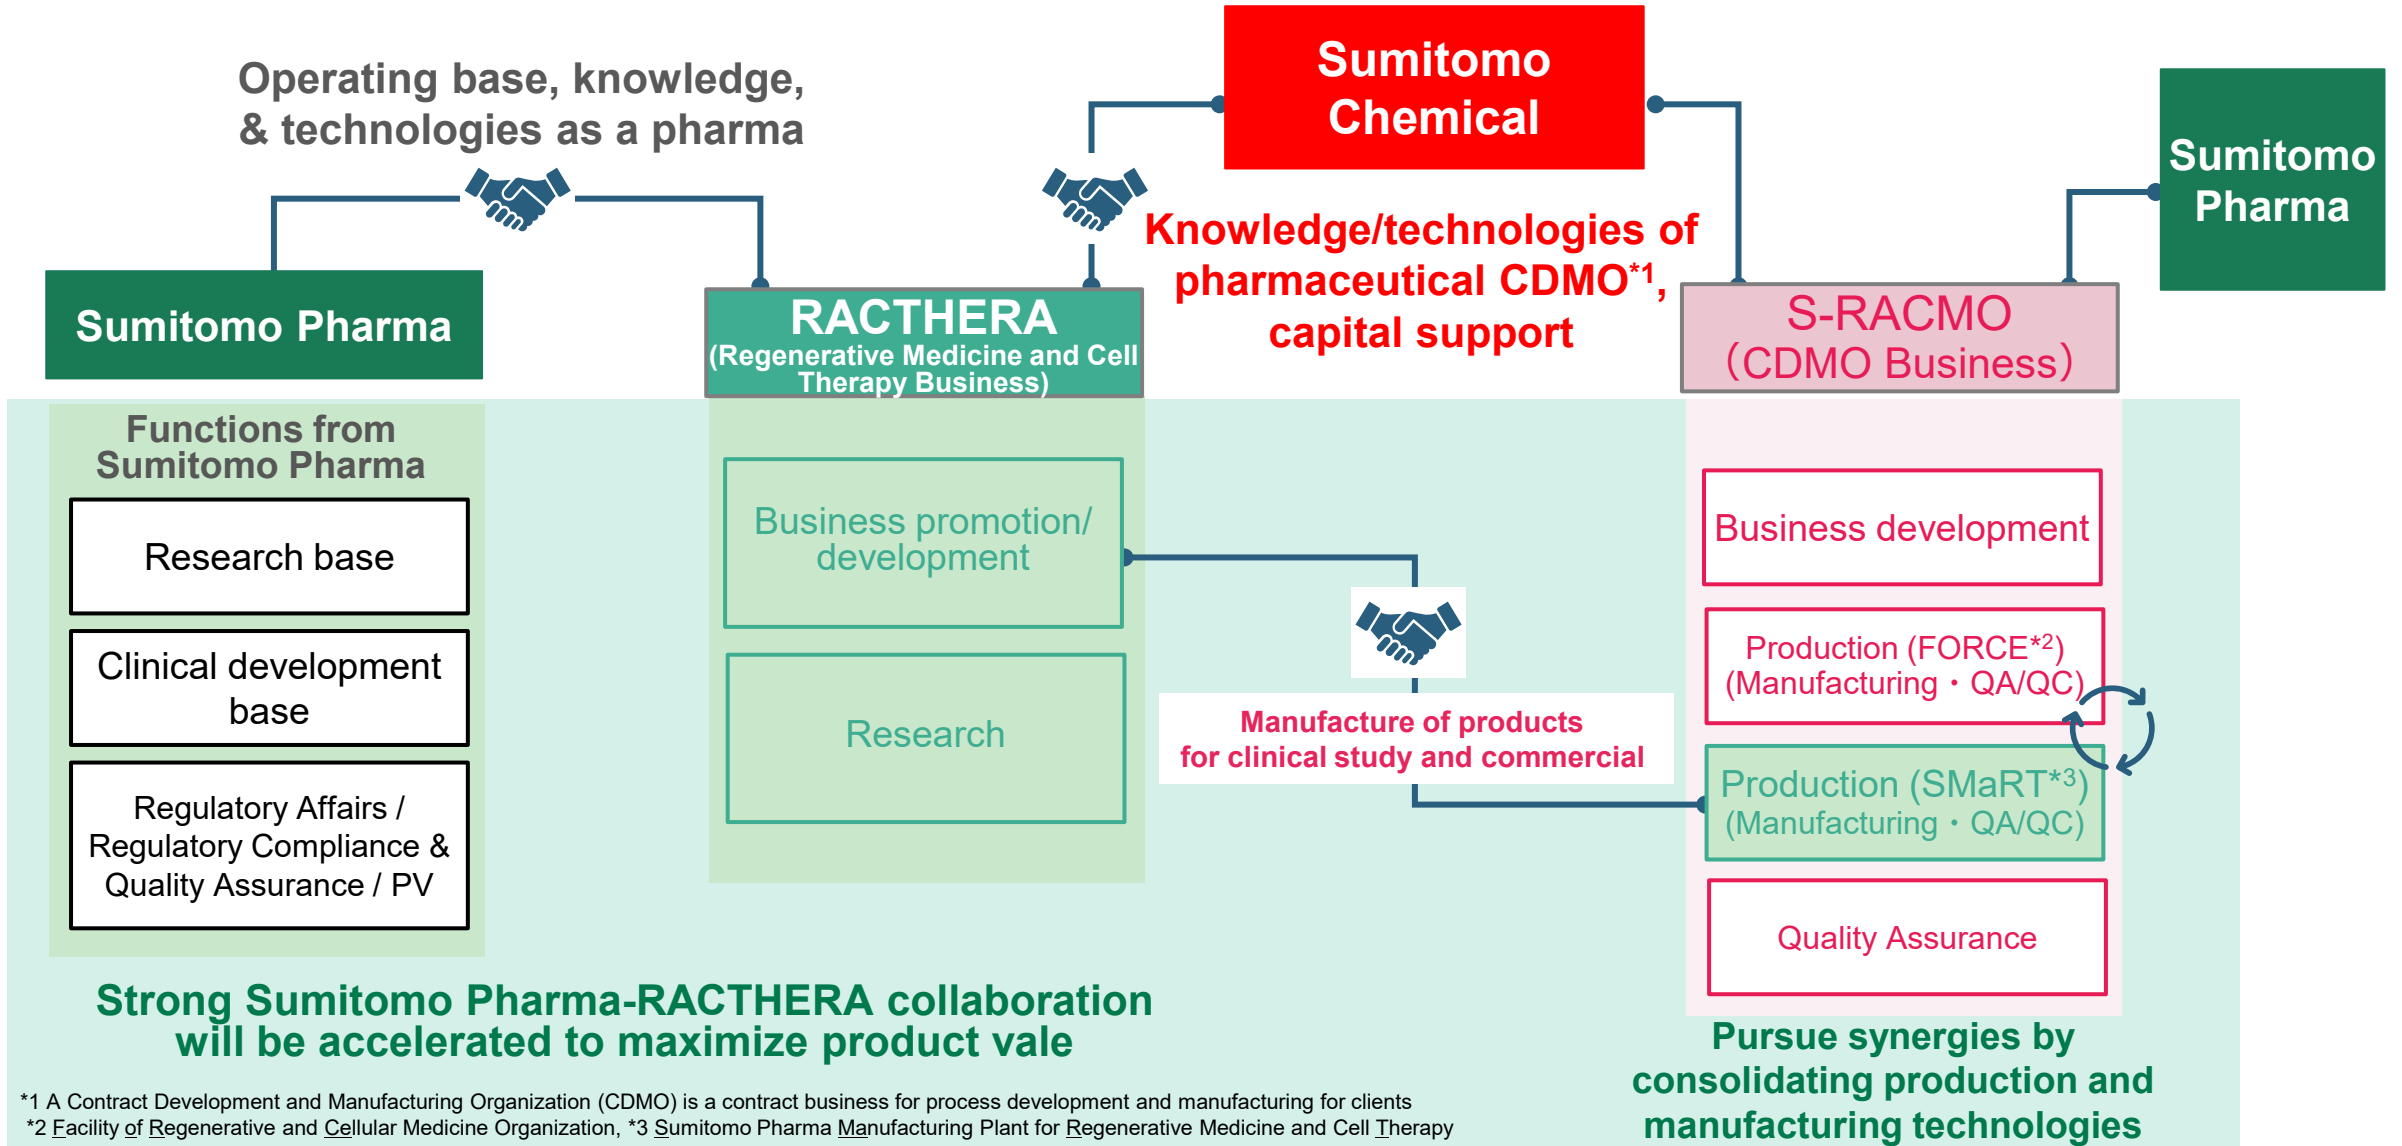 Operating base, knowledge,
& technologies as a pharma
Sumitomo
Chemical
Sumitomo
Pharma
Knowledge/technologies of
pharmaceutical CDMO*1,
capital support
Sumitomo Pharma
RACTHERA
(Regenerative Medicine and Cell
Therapy Business)
S-RACMO
（CDMO Business）
Functions from
Sumitomo Pharma
Research base
Clinical development
base
Regulatory Affairs /
Regulatory Compliance &
Quality Assurance / PV
Business promotion/
development
Research
Manufacture of products
for clinical study and commercial
Business development
Production (FORCE*2)
(Manufacturing・QA/QC)
Production (SMaRT*3)
(Manufacturing・QA/QC)
Quality Assurance
Strong Sumitomo Pharma-RACTHERA collaboration
will be accelerated to maximize product vale
Pursue synergies by
consolidating production and
manufacturing technologies
*1 A Contract Development and Manufacturing Organization (CDMO) is a contract business for process development and manufacturing for clients
*2 Facility of Regenerative and Cellular Medicine Organization, *3 Sumitomo Pharma Manufacturing Plant for Regenerative Medicine and Cell Therapy